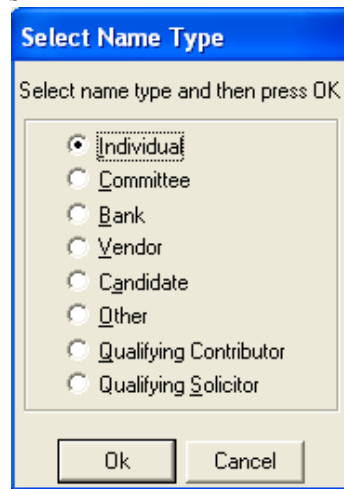 Select Name Type
Select name type and then press OK
Individual
Committee
Bank
Vendor
Candidate
Other
Qualifying Contributor
Qualifying Solicitor
Ok Cancel